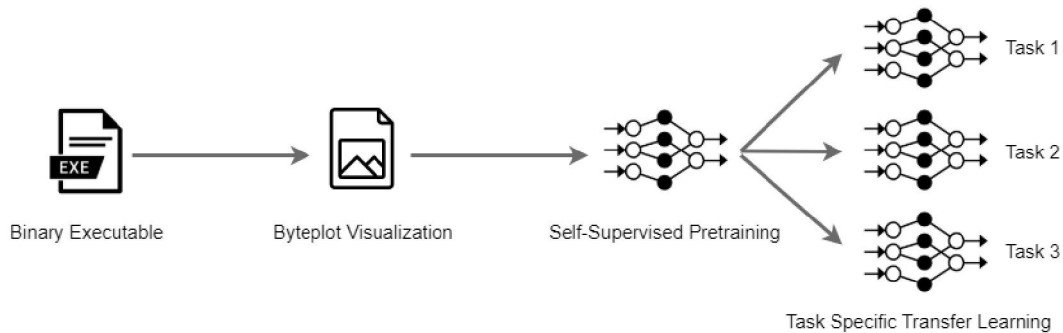 EXE
Binary Executable
Byteplot Visualization
Self-Supervised Pretraining
Task 1
Task 2
Task 3
Task Specific Transfer Learning